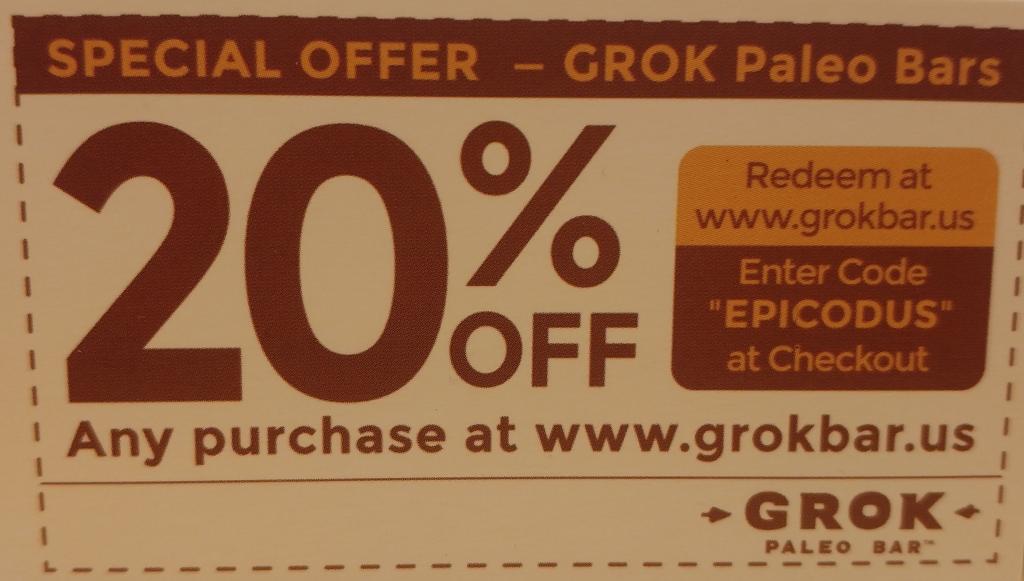 SPECIAL OFFER – GROK Paleo Bars
20% OFF
Redeem at
www.grokbar.us
Enter Code
"EPICODUS"
at Checkout
Any purchase at www.grokbar.us
GROK
PALEO BAR™